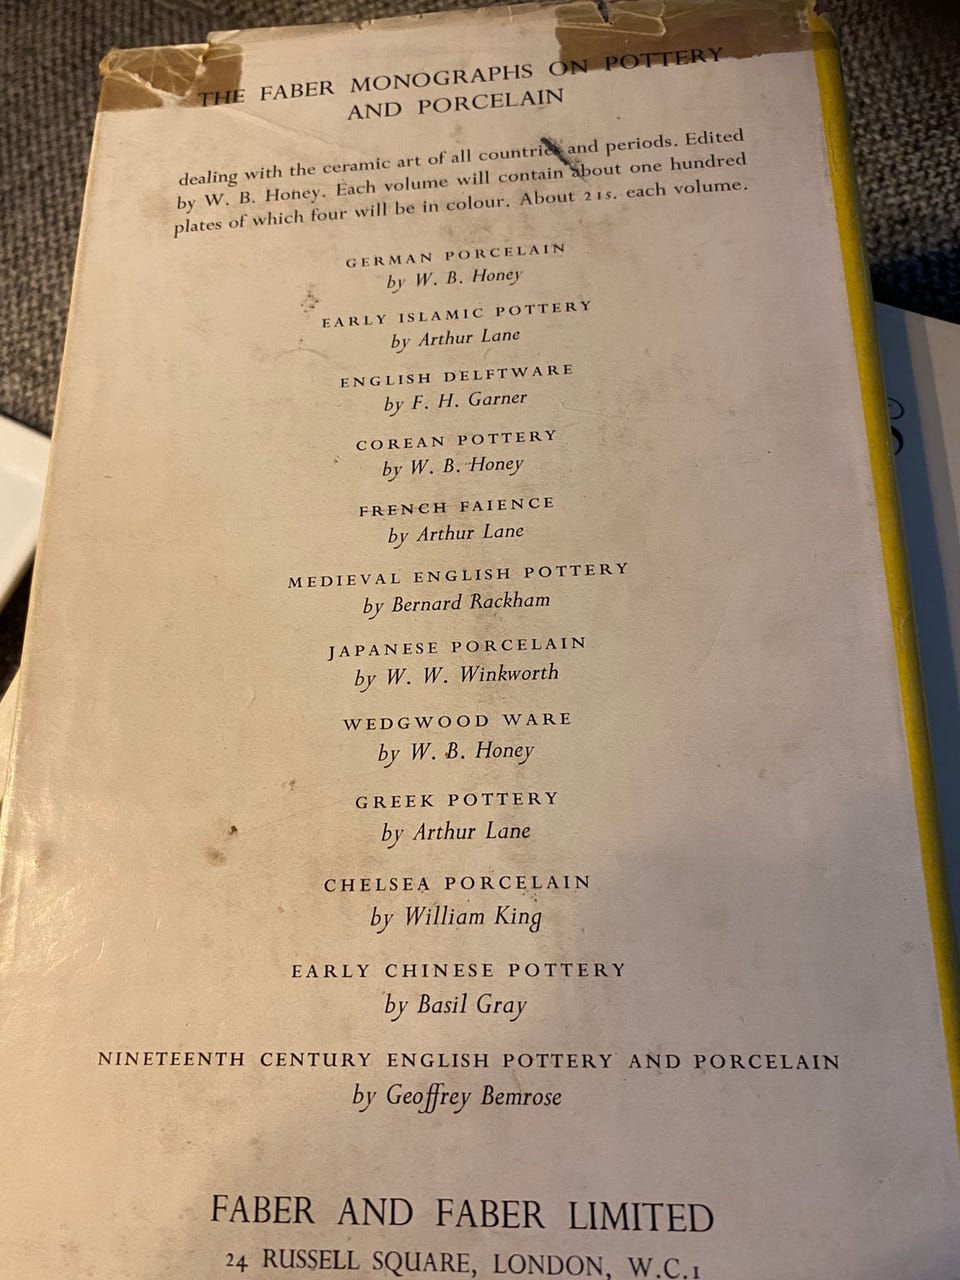 THE FABER MONOGRAPHS ON POTTERY
AND PORCELAIN
dealing with the ceramic art of all countries and periods. Edited
by W. B. Honey. Each volume will contain about one hundred
plates of which four will be in colour. About 21s. each volume.
GERMAN PORCELAIN
by W. B. Honey
EARLY ISLAMIC POTTERY
by Arthur Lane
ENGLISH DELFTWARE
by F. H. Garner
COREAN POTTERY
by W. B. Honey
FRENCH FAIENCE
by Arthur Lane
MEDIEVAL ENGLISH POTTERY
by Bernard Rackham
JAPANESE PORCELAIN
by W. W. Winkworth
WEDGWOOD WARE
by W. B. Honey
GREEK POTTERY
by Arthur Lane
CHELSEA PORCELAIN
by William King
EARLY CHINESE POTTERY
by Basil Gray
NINETEENTH CENTURY ENGLISH POTTERY AND PORCELAIN
by Geoffrey Bemrose
FABER AND FABER LIMITED
24 RUSSELL SQUARE, LONDON, W.C.1